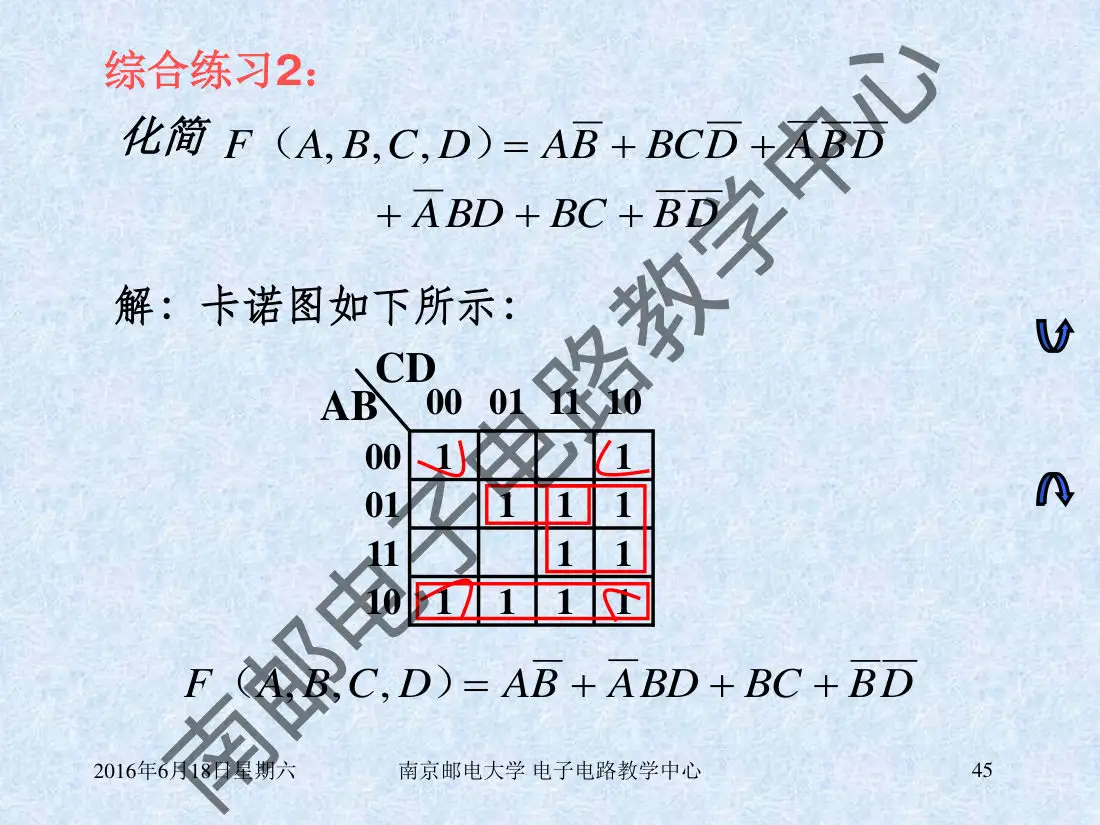 综合练习2：
化简 F（A, B, C, D）= AB̅ + BCD̅ + A̅B̅D̅
+ A̅BD + BC + B̅D̅
解：卡诺图如下所示：
CD
AB 00 01 11 10
00 1 1
01 1 1 1
11 1 1
10 1 1 1 1
F（A, B, C, D）= AB̅ + A̅BD + BC + B̅D̅
2016年6月18日星期六 南京邮电大学 电子电路教学中心 45
南邮电子电路教学中心